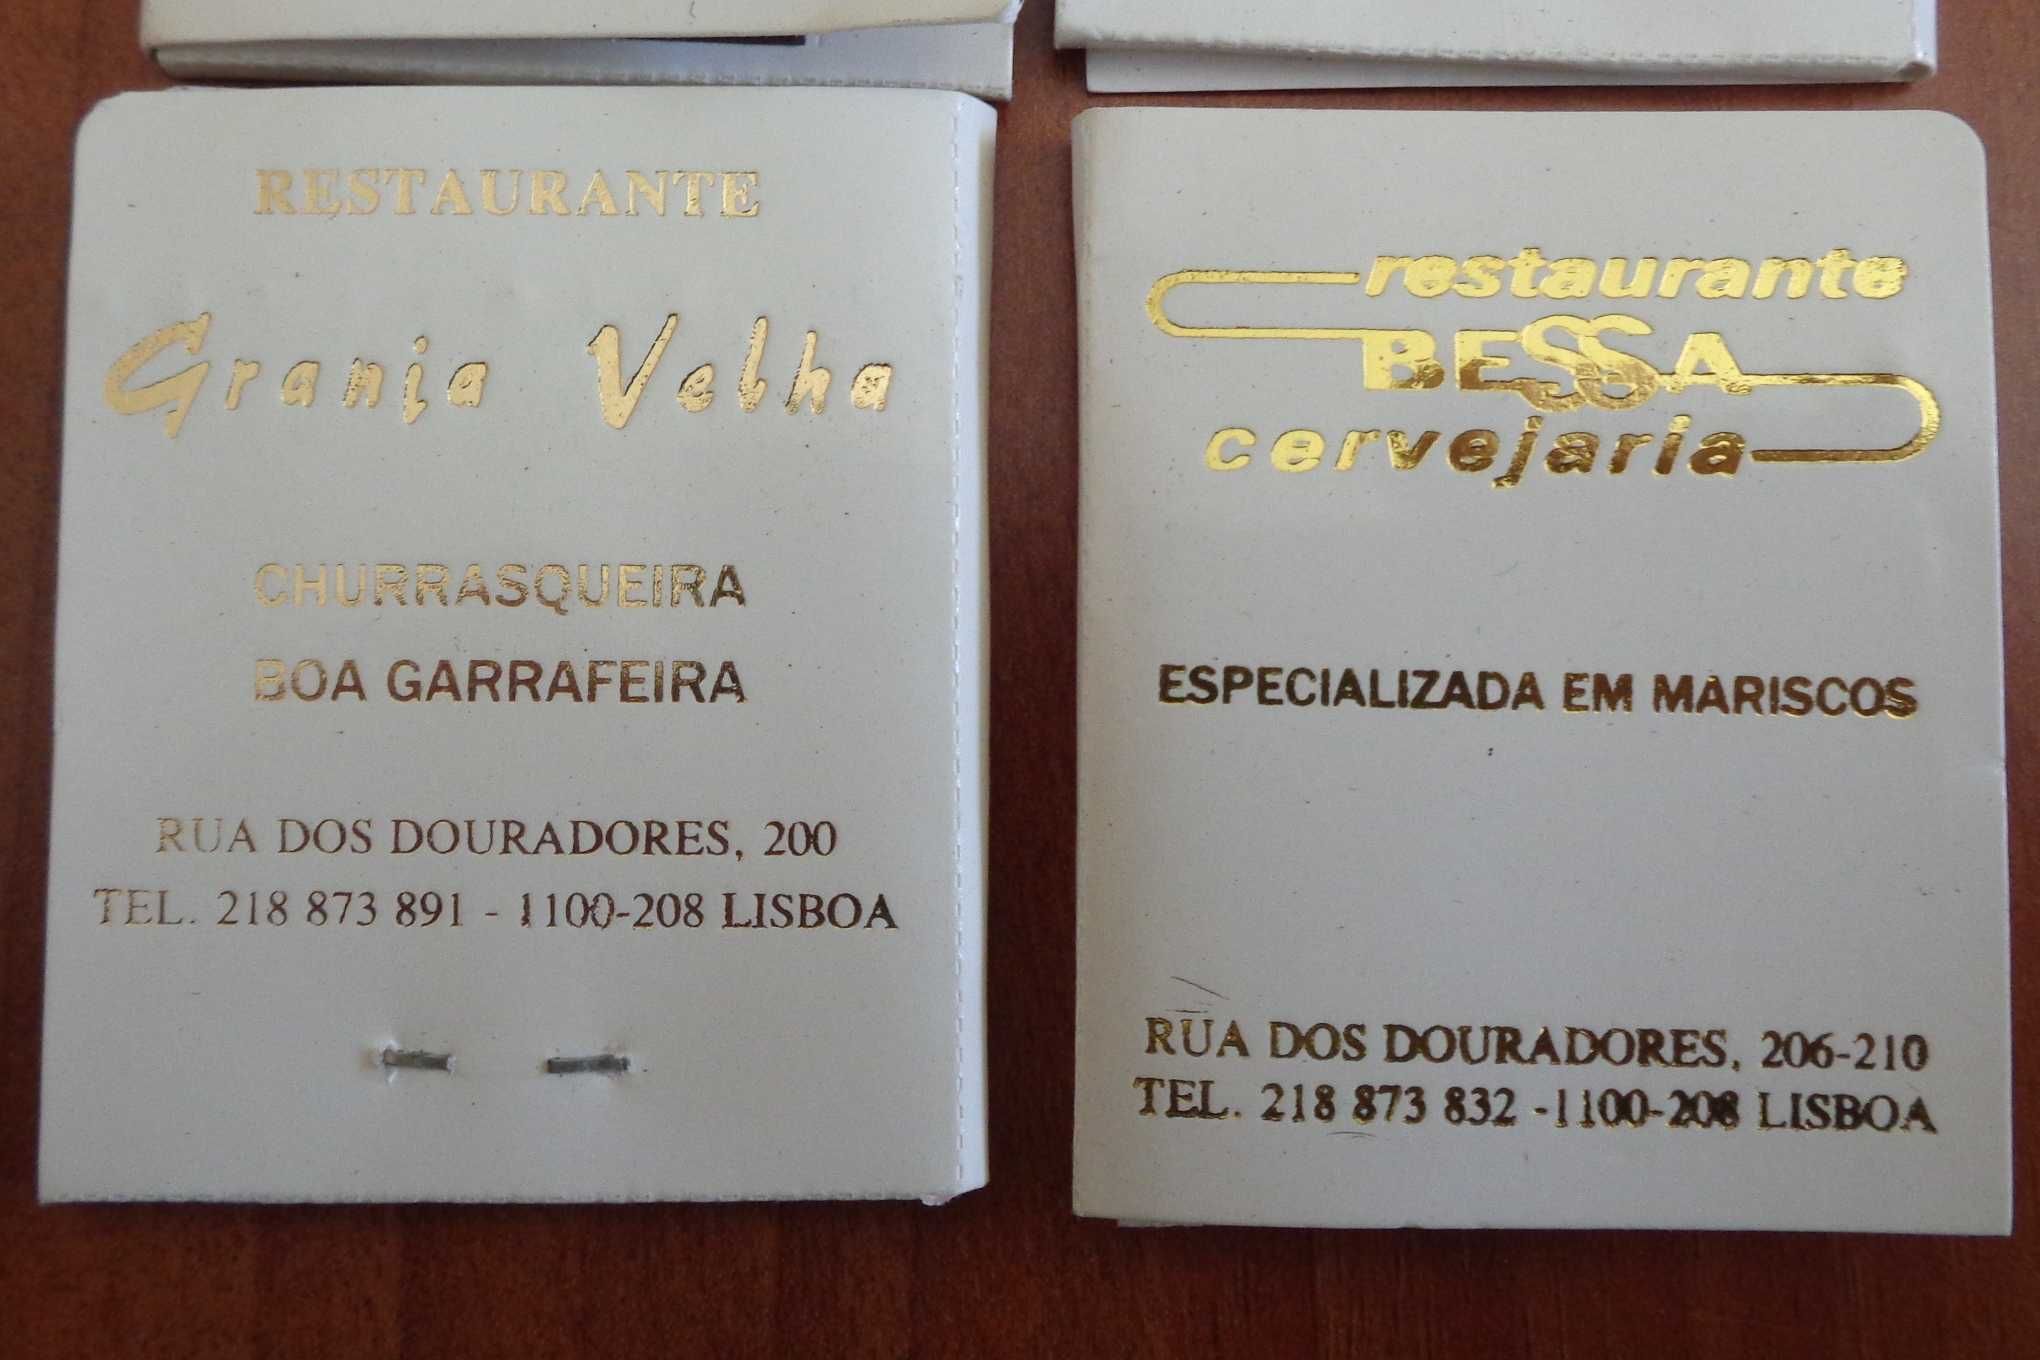 RESTAURANTE
Granja Velha
CHURRASQUEIRA
BOA GARRAFEIRA
RUA DOS DOURADORES, 200
TEL. 218 873 891 - 1100-208 LISBOA
restaurante
BESSA
cervejaria
ESPECIALIZADA EM MARISCOS
RUA DOS DOURADORES, 206-210
TEL. 218 873 832 -1100-208 LISBOA